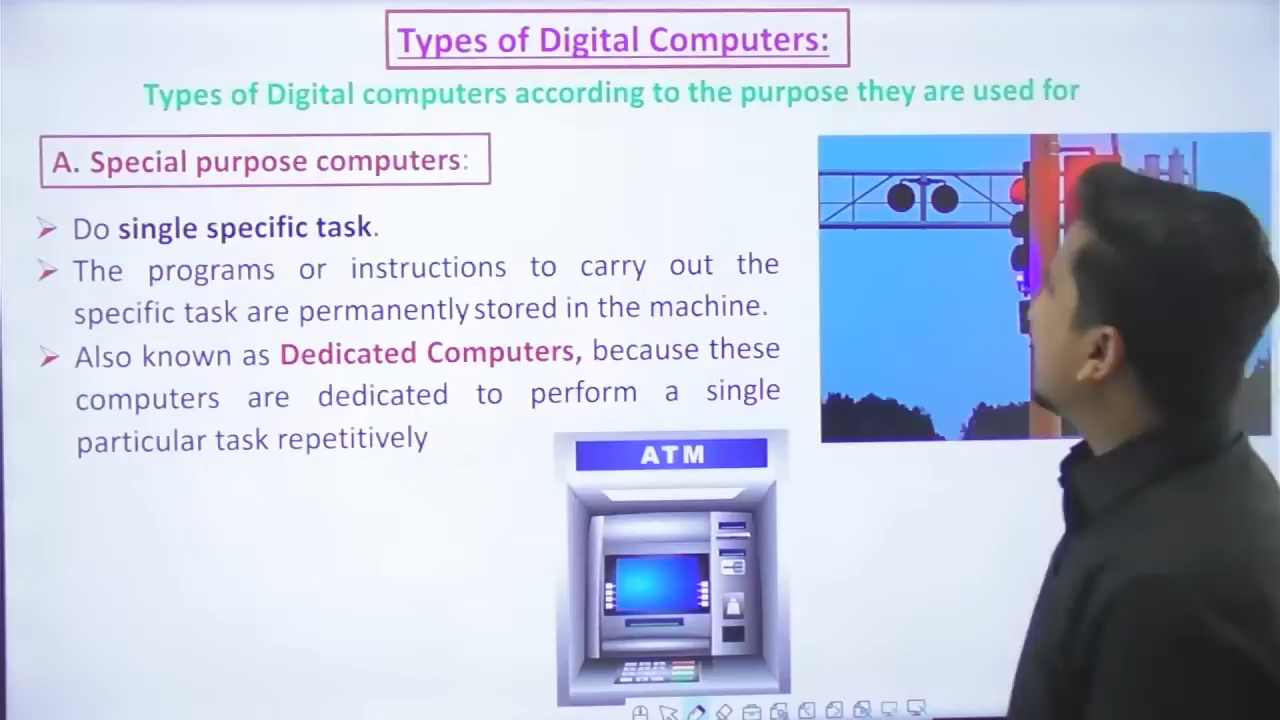 Types of Digital Computers:
Types of Digital computers according to the purpose they are used for
A. Special purpose computers:
➢ Do single specific task.
➢ The programs or instructions to carry out the
specific task are permanently stored in the machine.
➢ Also known as Dedicated Computers, because these
computers are dedicated to perform a single
particular task repetitively
ATM